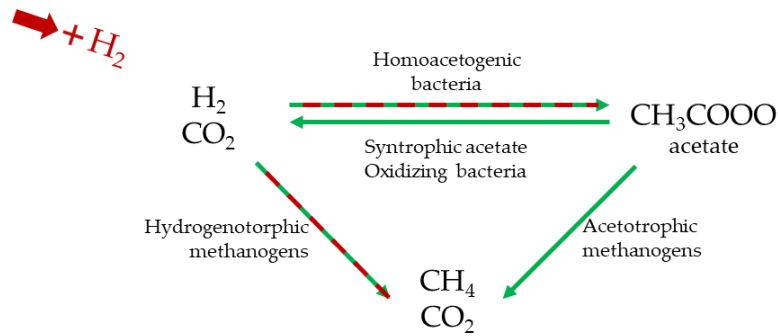 + H₂
Homoacetogenic
bacteria
H₂
CO₂
CH₃COOO
acetate
Syntrophic acetate
Oxidizing bacteria
Hydrogenotorphic
methanogens
Acetotrophic
methanogens
CH₄
CO₂